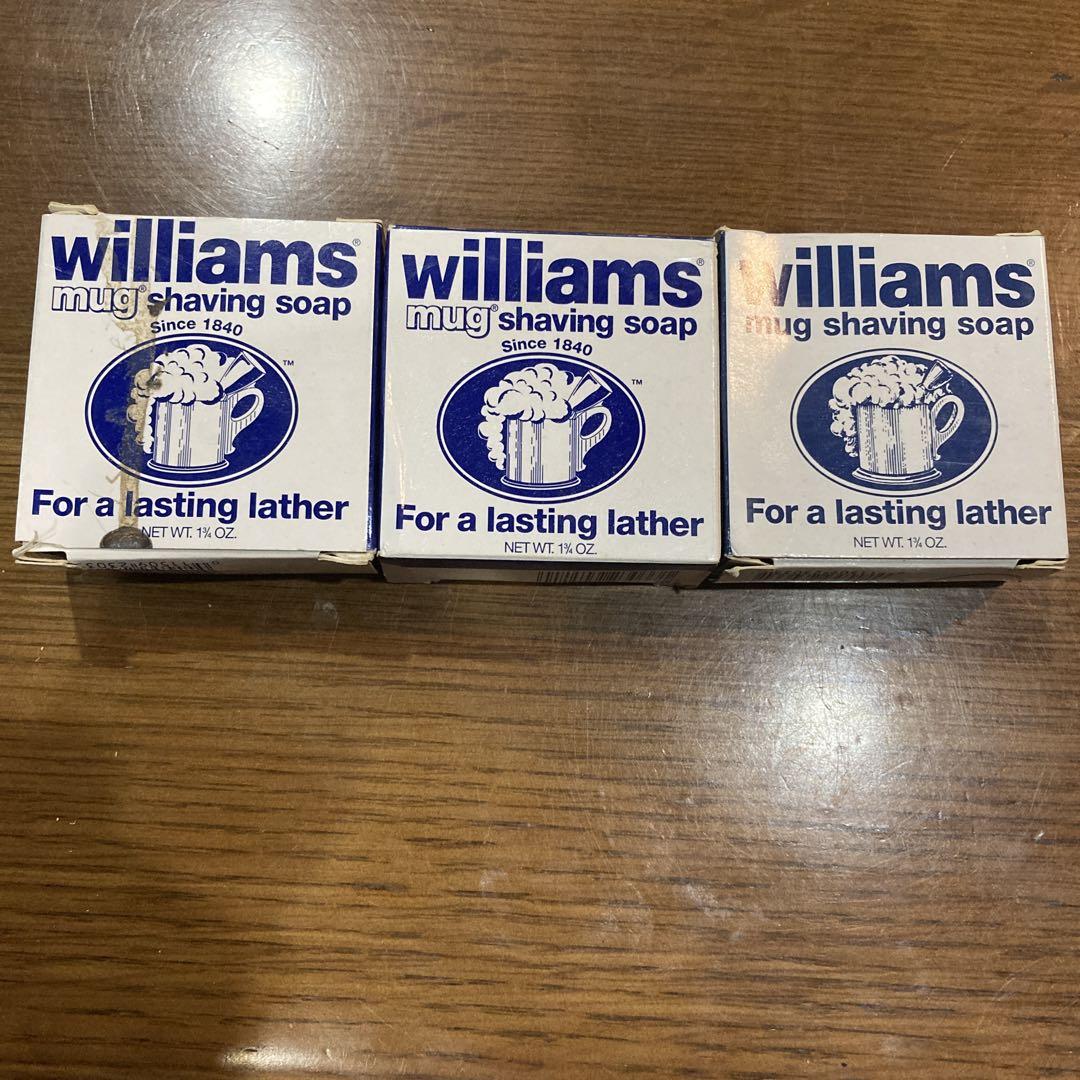 williams®
mug® shaving soap
Since 1840
™
For a lasting lather
NET WT. 1¾ OZ.
williams®
mug® shaving soap
Since 1840
™
For a lasting lather
NET WT. 1¾ OZ.
williams®
mug shaving soap
For a lasting lather
NET WT. 1¾ OZ.